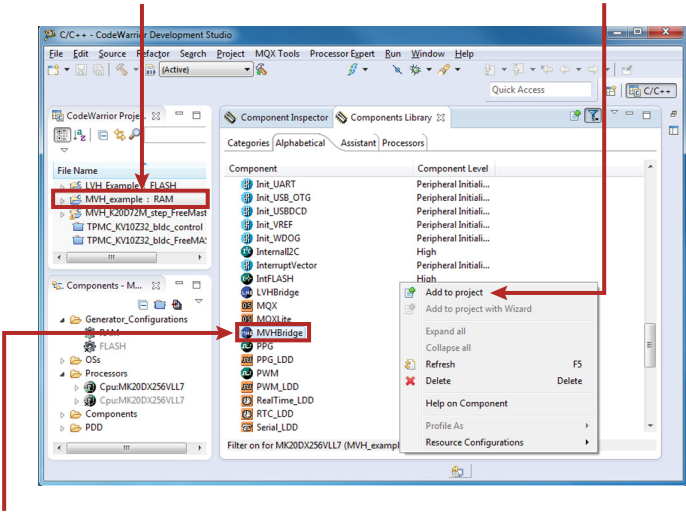 C/C++ - CodeWarrior Development Studio
File Edit Source Refactor Search Project MQX Tools Processor Expert Run Window Help
(Active)
Quick Access
C/C++
CodeWarrior Proje...
Component Inspector Components Library
Categories Alphabetical Assistant Processors
File Name
LVH_Example : FLASH
MVH_example : RAM
MVH_K20D72M_step_FreeMast
TPMC_KV10Z32_bldc_control
TPMC_KV10Z32_bldc_FreeMA
Components - M...
Generator_Configurations
RAM
FLASH
OSs
Processors
Cpu:MK20DX256VLL7
Cpu:MK20DX256VLL7
Components
PDD
Component Component Level
Init_UART Peripheral Initiali...
Init_USB_OTG Peripheral Initiali...
Init_USBDCD Peripheral Initiali...
Init_VREF Peripheral Initiali...
Init_WDOG Peripheral Initiali...
InternalI2C High
InterruptVector Peripheral Initiali...
IntFLASH High
LVHBridge
MQX
MQXLite
MVHBridge
PPG
PPG_LDD
PWM
PWM_LDD
RealTime_LDD
RTC_LDD
Serial_LDD
Filter on for MK20DX256VLL7 (MVH_exampl
Add to project
Add to project with Wizard
Expand all
Collapse all
Refresh F5
Delete Delete
Help on Component
Profile As
Resource Configurations